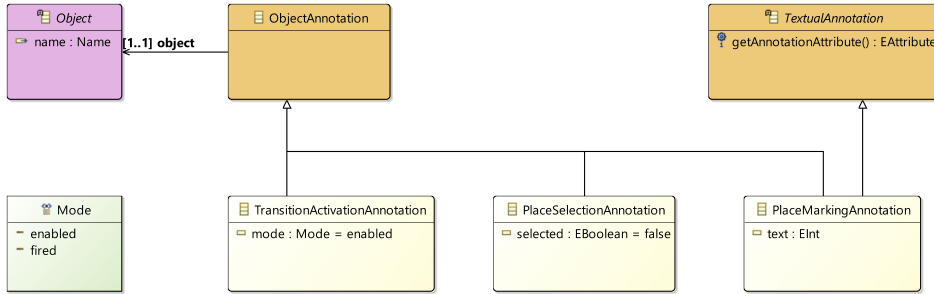 Object
name : Name
[1..1] object
ObjectAnnotation
TextualAnnotation
getAnnotationAttribute() : EAttribute
Mode
enabled
fired
TransitionActivationAnnotation
mode : Mode = enabled
PlaceSelectionAnnotation
selected : EBoolean = false
PlaceMarkingAnnotation
text : EInt